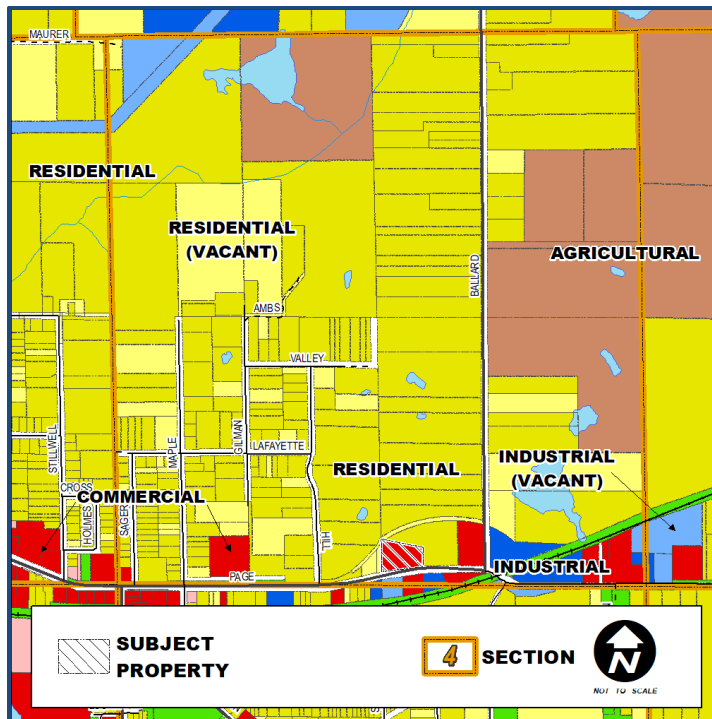 MAURER
RESIDENTIAL
RESIDENTIAL
(VACANT)
AGRICULTURAL
BALLARD
AMBS
VALLEY
STILLWELL
MAPLE
GILMAN
LAFAYETTE
RESIDENTIAL
INDUSTRIAL
(VACANT)
CROSS
COMMERCIAL
HOLMES
SAGER
HILL
PAGE
INDUSTRIAL
SUBJECT
PROPERTY
4 SECTION
N
NOT TO SCALE